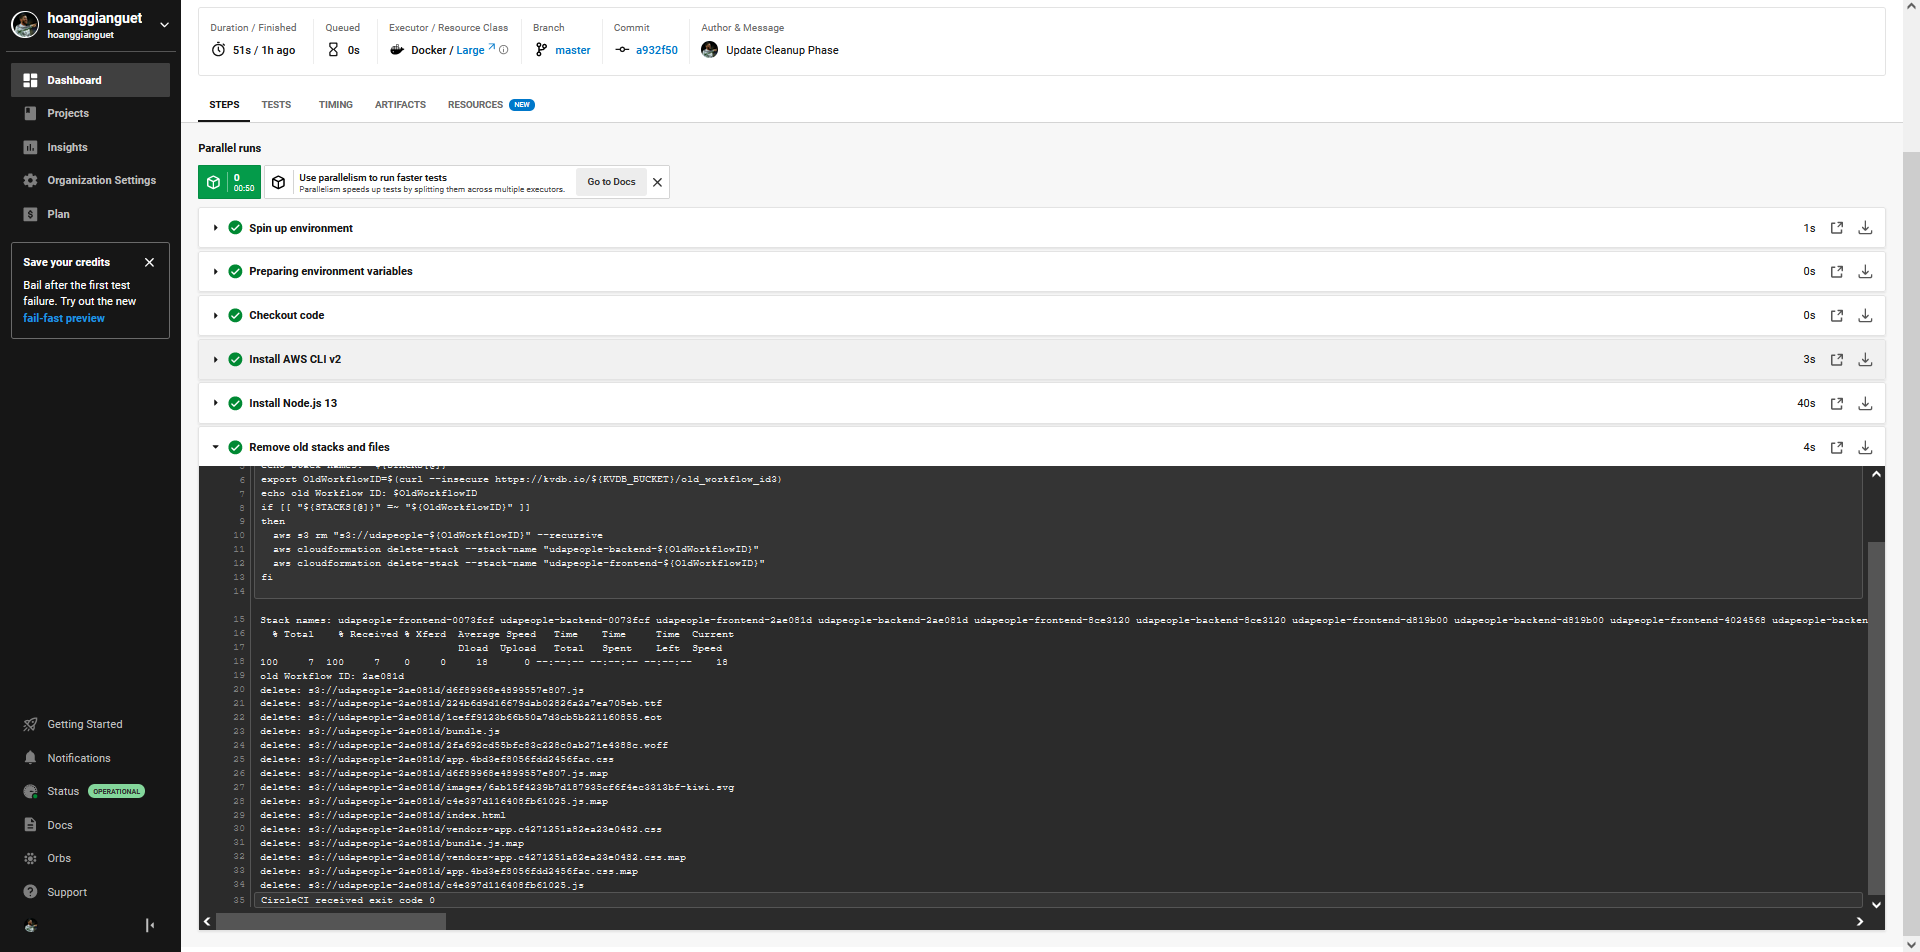 hoanggianguet
hoanggianguet
Dashboard
Projects
Insights
Organization Settings
Plan
Save your credits
Bail after the first test
failure. Try out the new
fail-fast preview
Getting Started
Notifications
Status OPERATIONAL
Docs
Orbs
Support
Duration / Finished
51s / 1h ago
Queued
0s
Executor / Resource Class
Docker / Large
Branch
master
Commit
a932f50
Author & Message
Update Cleanup Phase
STEPS TESTS TIMING ARTIFACTS RESOURCES NEW
Parallel runs
0
00:50
Use parallelism to run faster tests
Parallelism speeds up tests by splitting them across multiple executors.
Go to Docs
Spin up environment 1s
Preparing environment variables 0s
Checkout code 0s
Install AWS CLI v2 3s
Install Node.js 13 40s
Remove old stacks and files 4s
6 export OldWorkflowID=$(curl --insecure https://kvdb.io/${KVDB_BUCKET}/old_workflow_id3)
7 echo old Workflow ID: $OldWorkflowID
8 if [[ "${STACKS[@]}" =~ "${OldWorkflowID}" ]]
9 then
10 aws s3 rm "s3://udapeople-${OldWorkflowID}" --recursive
11 aws cloudformation delete-stack --stack-name "udapeople-backend-${OldWorkflowID}"
12 aws cloudformation delete-stack --stack-name "udapeople-frontend-${OldWorkflowID}"
13 fi
14
15 Stack names: udapeople-frontend-0073fcf udapeople-backend-0073fcf udapeople-frontend-2ae081d udapeople-backend-2ae081d udapeople-frontend-8ce3120 udapeople-backend-8ce3120 udapeople-frontend-d819b00 udapeople-backend-d819b00 udapeople-frontend-4024568 udapeople-backen
16 % Total % Received % Xferd Average Speed Time Time Time Current
17 Dload Upload Total Spent Left Speed
18 100 7 100 7 0 0 18 0 --:--:-- --:--:-- --:--:-- 18
19 old Workflow ID: 2ae081d
20 delete: s3://udapeople-2ae081d/d6f89968e4899557e807.js
21 delete: s3://udapeople-2ae081d/224b6d9d16679dab02826a2a7ea705eb.ttf
22 delete: s3://udapeople-2ae081d/1ceff9123b66b50a7d3cb5b221160855.eot
23 delete: s3://udapeople-2ae081d/bundle.js
24 delete: s3://udapeople-2ae081d/2fa692cd55bfc83c228c0ab271e4388c.woff
25 delete: s3://udapeople-2ae081d/app.4bd3ef8056fdd2456fac.css
26 delete: s3://udapeople-2ae081d/d6f89968e4899557e807.js.map
27 delete: s3://udapeople-2ae081d/images/6ab15f4239b7d187935cf6f4ec3313bf-kiwi.svg
28 delete: s3://udapeople-2ae081d/c4e397d116408fb61025.js.map
29 delete: s3://udapeople-2ae081d/index.html
30 delete: s3://udapeople-2ae081d/vendors~app.c4271251a82ea23e0482.css
31 delete: s3://udapeople-2ae081d/bundle.js.map
32 delete: s3://udapeople-2ae081d/vendors~app.c4271251a82ea23e0482.css.map
33 delete: s3://udapeople-2ae081d/app.4bd3ef8056fdd2456fac.css.map
34 delete: s3://udapeople-2ae081d/c4e397d116408fb61025.js
35 CircleCI received exit code 0